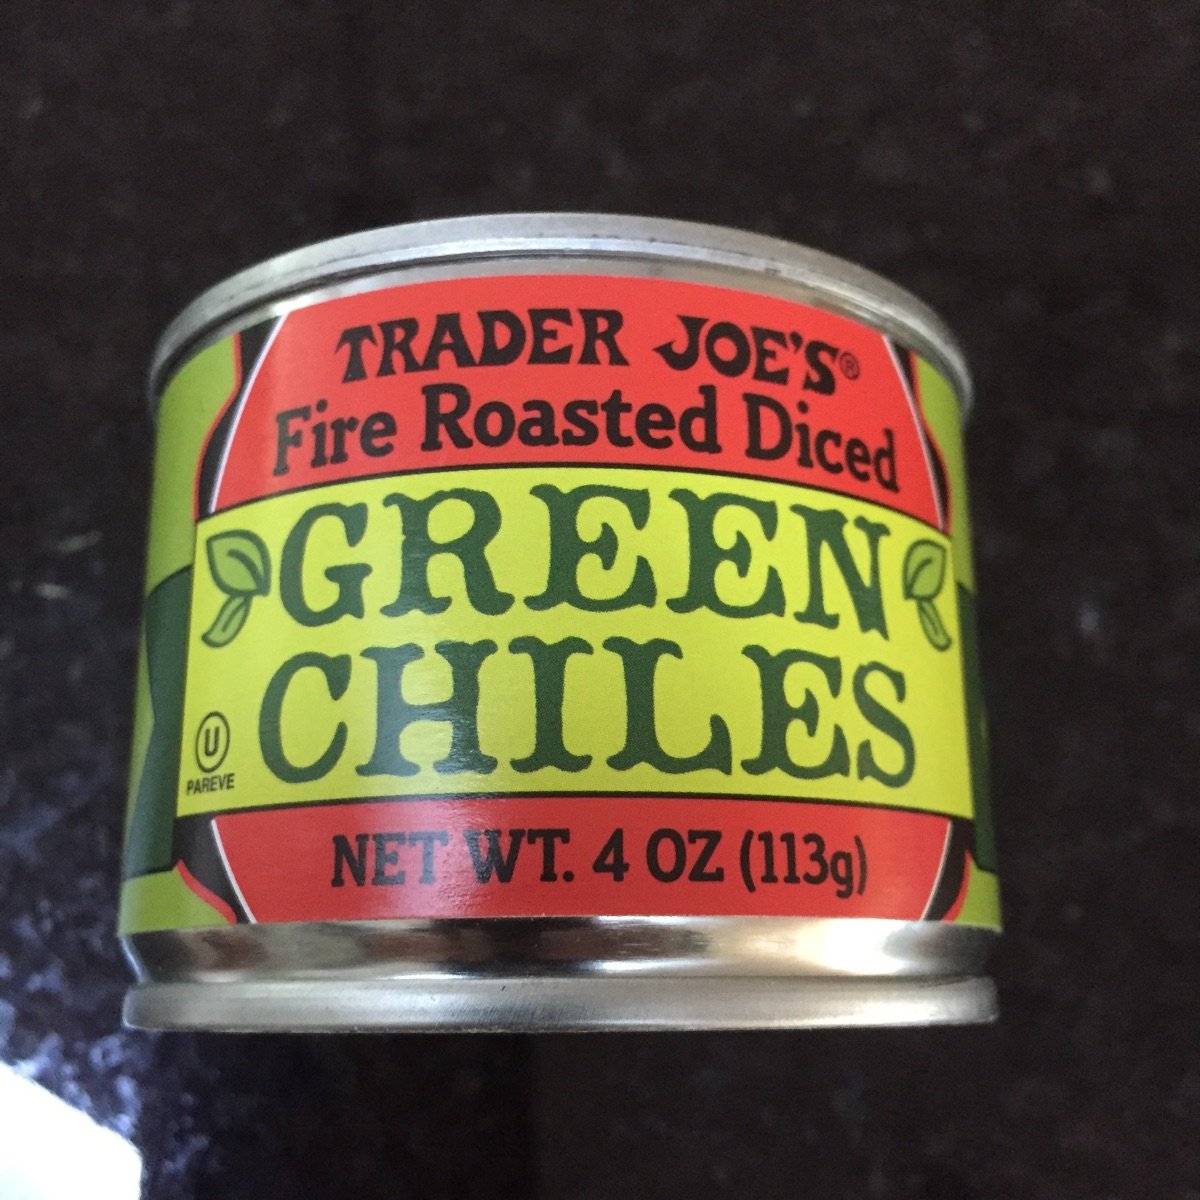 TRADER JOE'S®
Fire Roasted Diced
GREEN
CHILES
U
PAREVE
NET WT. 4 OZ (113g)